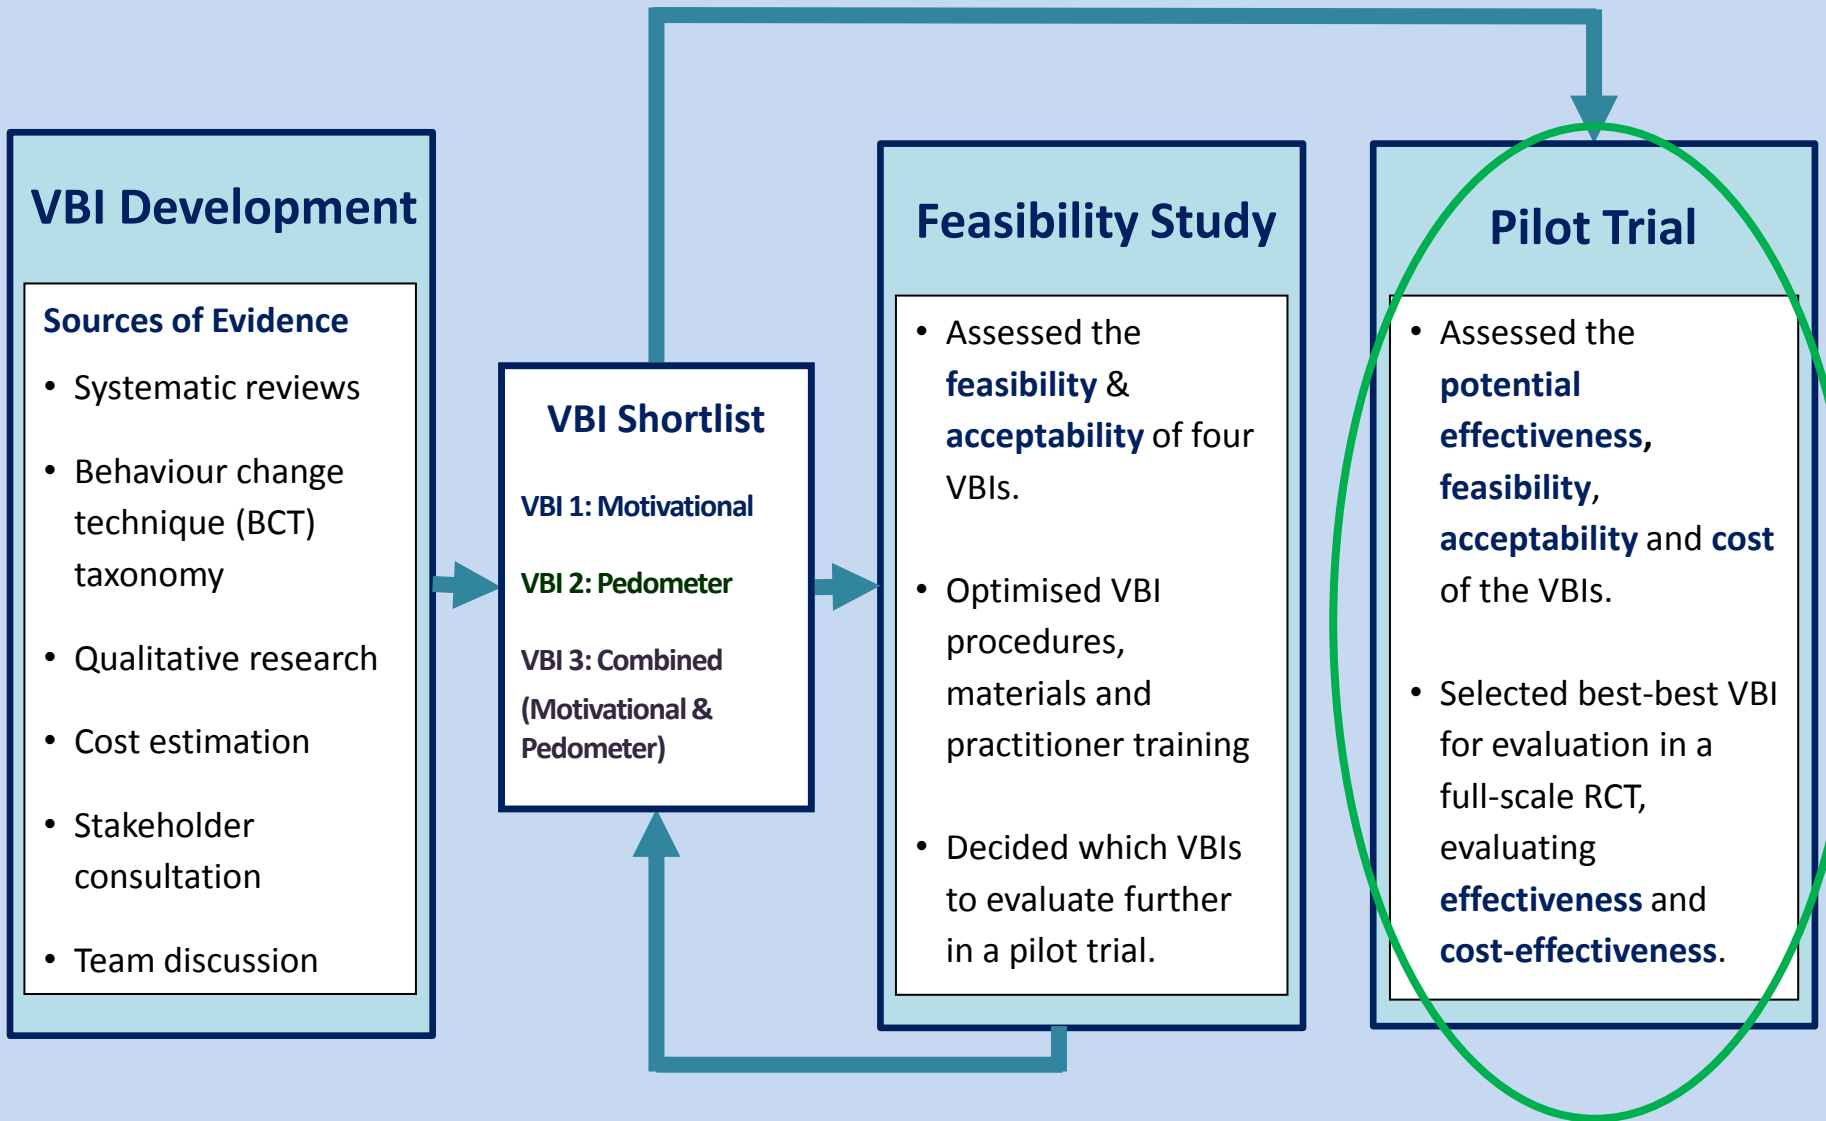 VBI Development
Sources of Evidence
• Systematic reviews
• Behaviour change
technique (BCT)
taxonomy
• Qualitative research
• Cost estimation
• Stakeholder
consultation
• Team discussion
VBI Shortlist
VBI 1: Motivational
VBI 2: Pedometer
VBI 3: Combined
(Motivational &
Pedometer)
Feasibility Study
• Assessed the
feasibility &
acceptability of four
VBIs.
• Optimised VBI
procedures,
materials and
practitioner training
• Decided which VBIs
to evaluate further
in a pilot trial.
Pilot Trial
• Assessed the
potential
effectiveness,
feasibility,
acceptability and cost
of the VBIs.
• Selected best-best VBI
for evaluation in a
full-scale RCT,
evaluating
effectiveness and
cost-effectiveness.